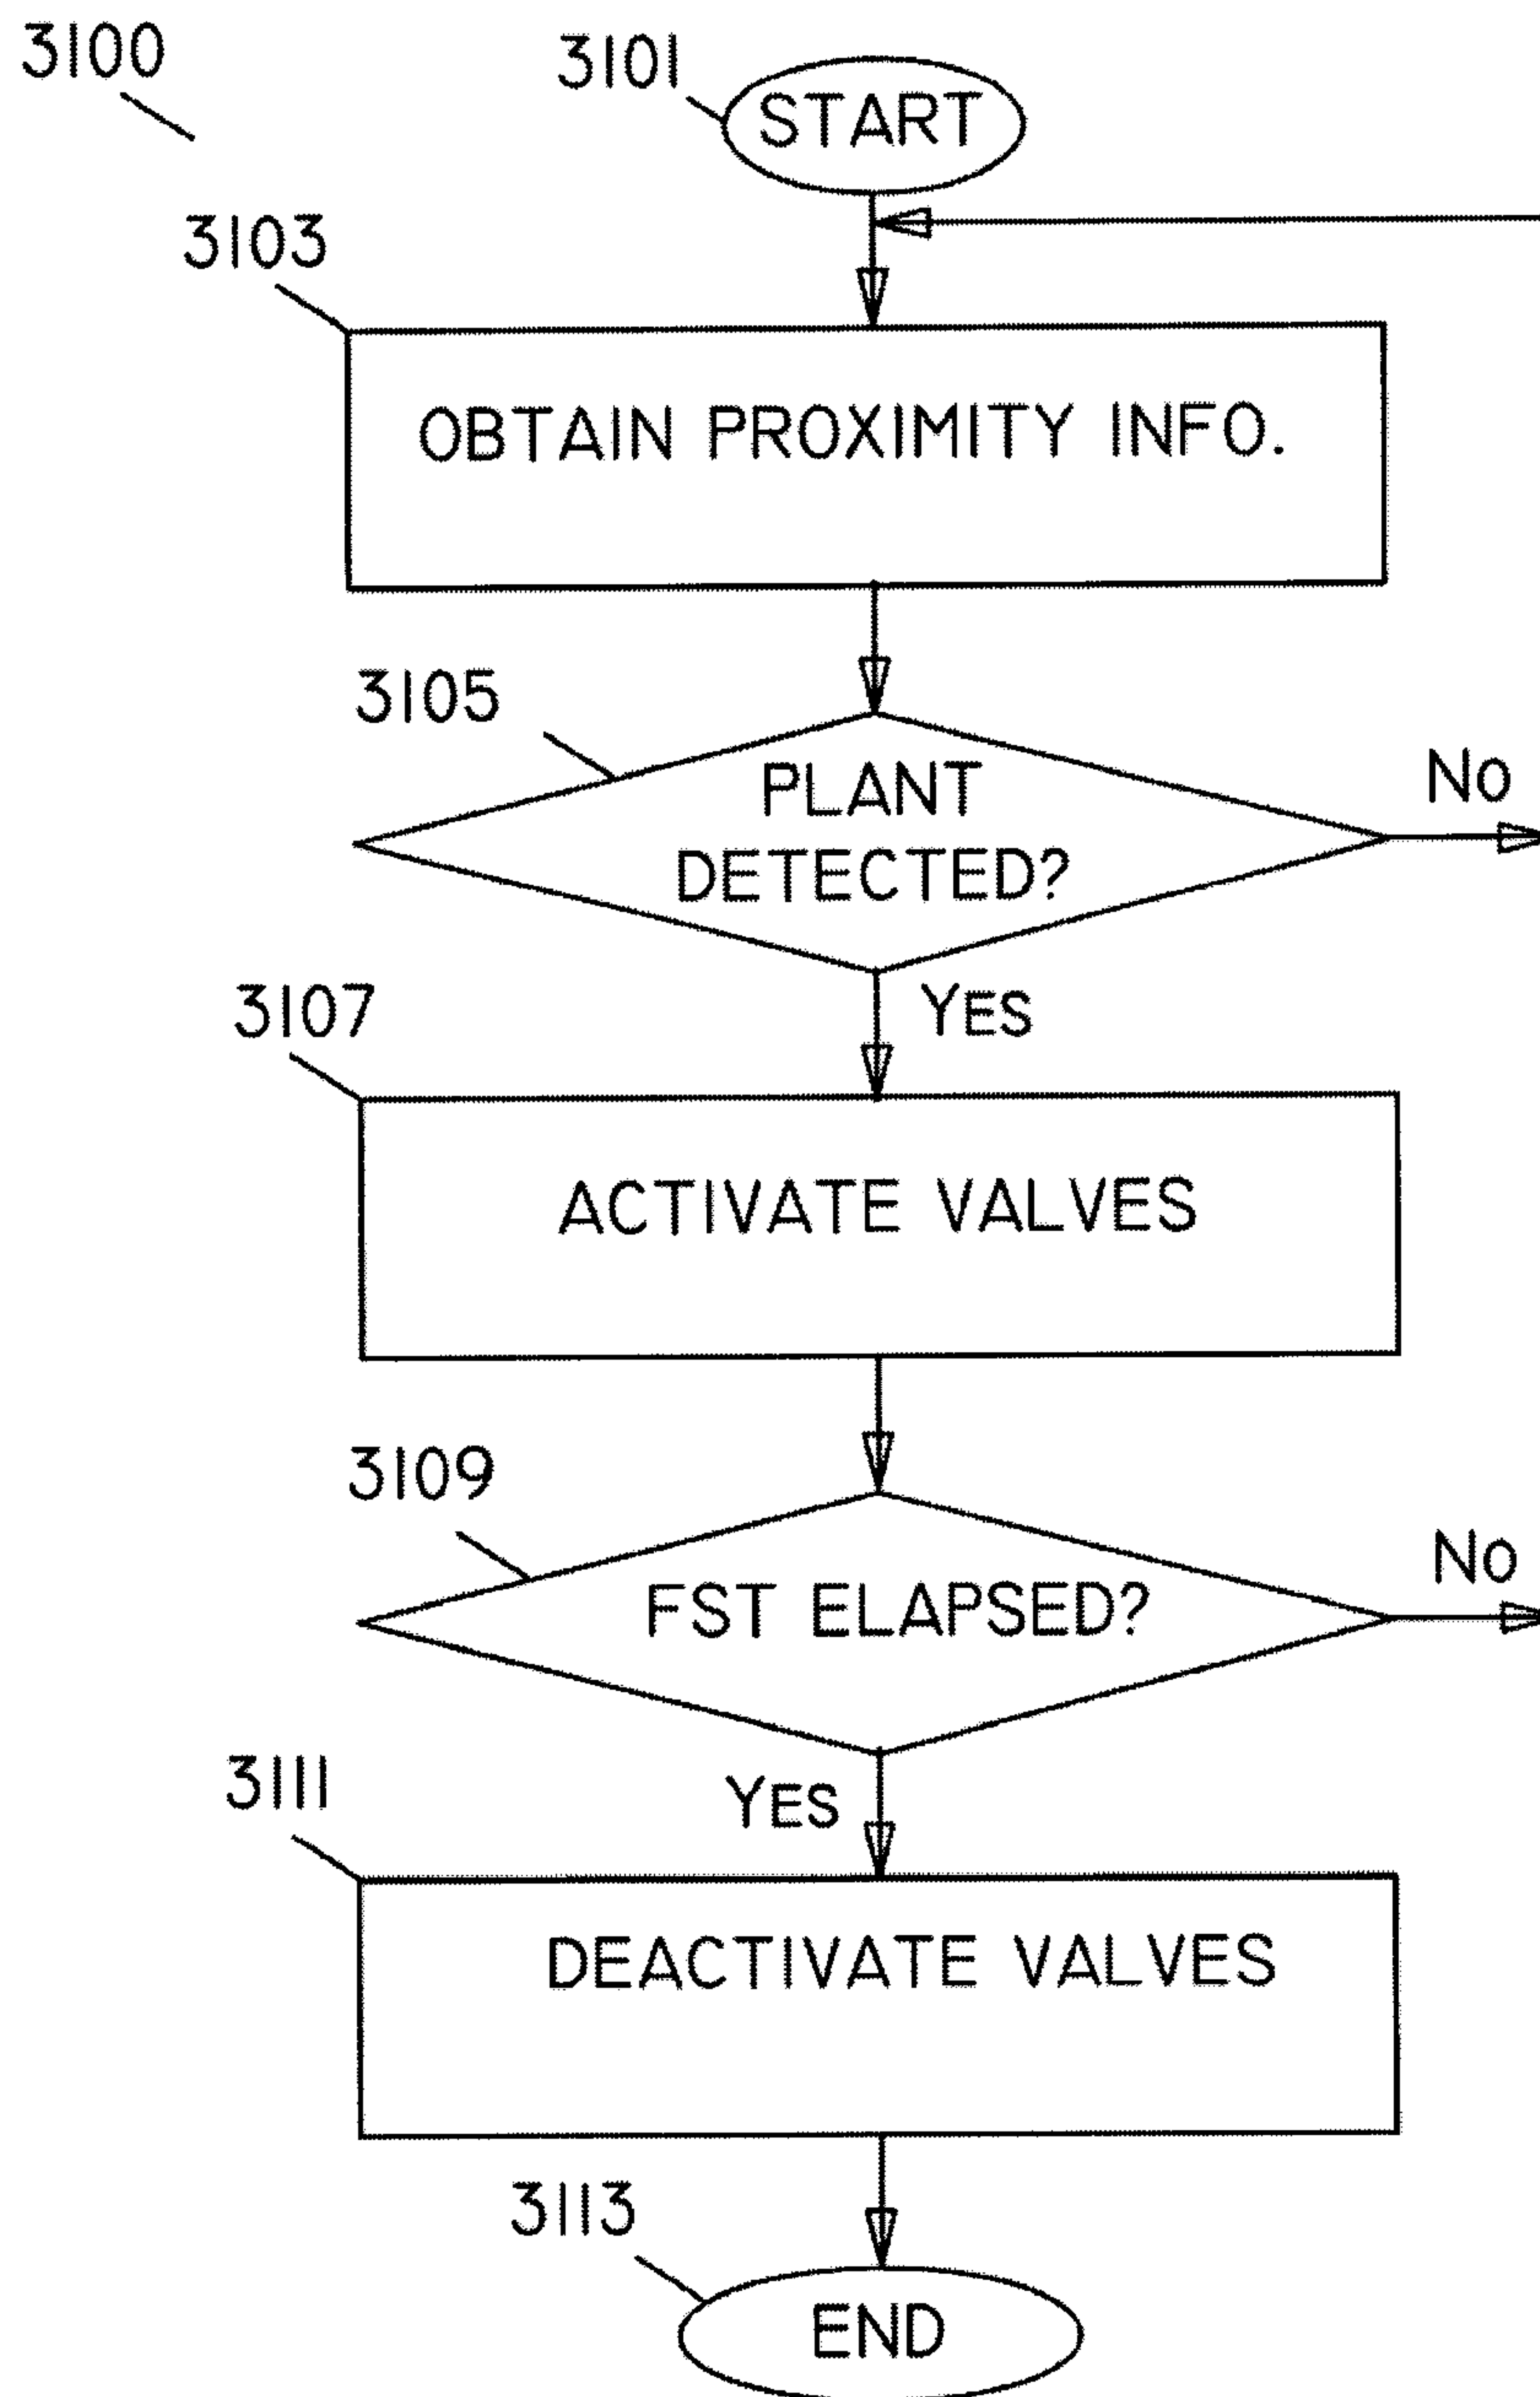 3100
3101
START
3103
OBTAIN PROXIMITY INFO.
3105
PLANT
DETECTED?
No
YES
3107
ACTIVATE VALVES
3109
FST ELAPSED?
No
YES
3111
DEACTIVATE VALVES
3113
END